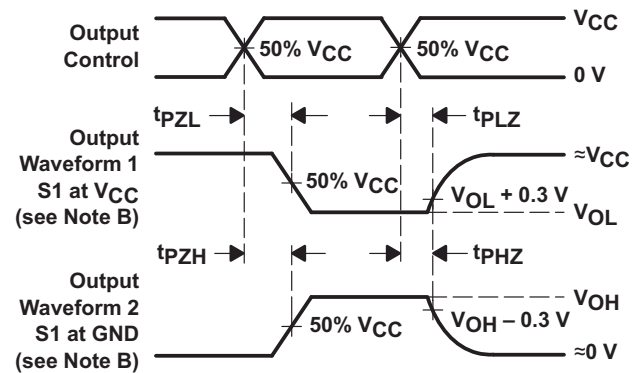 Output
Control
50% VCC
50% VCC
VCC
0 V
tPZL
tPLZ
Output
Waveform 1
S1 at VCC
(see Note B)
50% VCC
≈VCC
VOL + 0.3 V
VOL
tPZH
tPHZ
Output
Waveform 2
S1 at GND
(see Note B)
50% VCC
VOH
VOH – 0.3 V
≈0 V